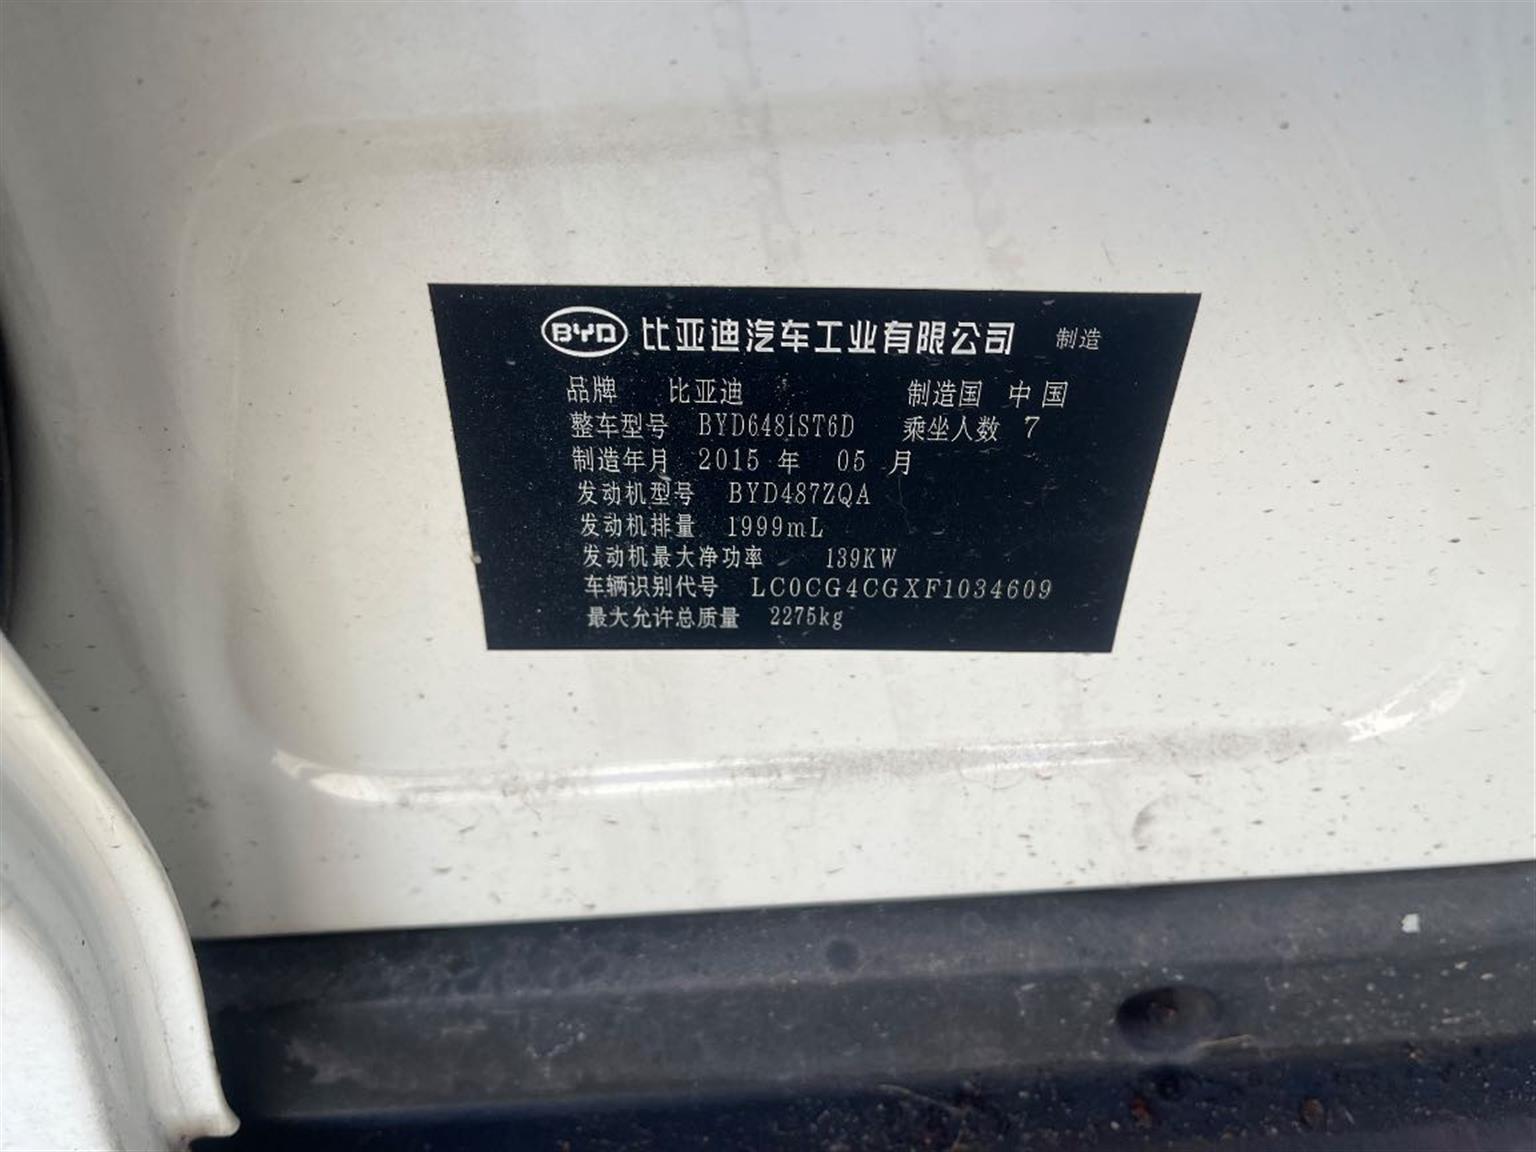 BYD 比亚迪汽车工业有限公司 制造
品牌 比亚迪 制造国 中国
整车型号 BYD6481ST6D 乘坐人数 7
制造年月 2015 年 05 月
发动机型号 BYD487ZQA
发动机排量 1999mL
发动机最大净功率 139KW
车辆识别代号 LC0CG4CGXF1034609
最大允许总质量 2275kg